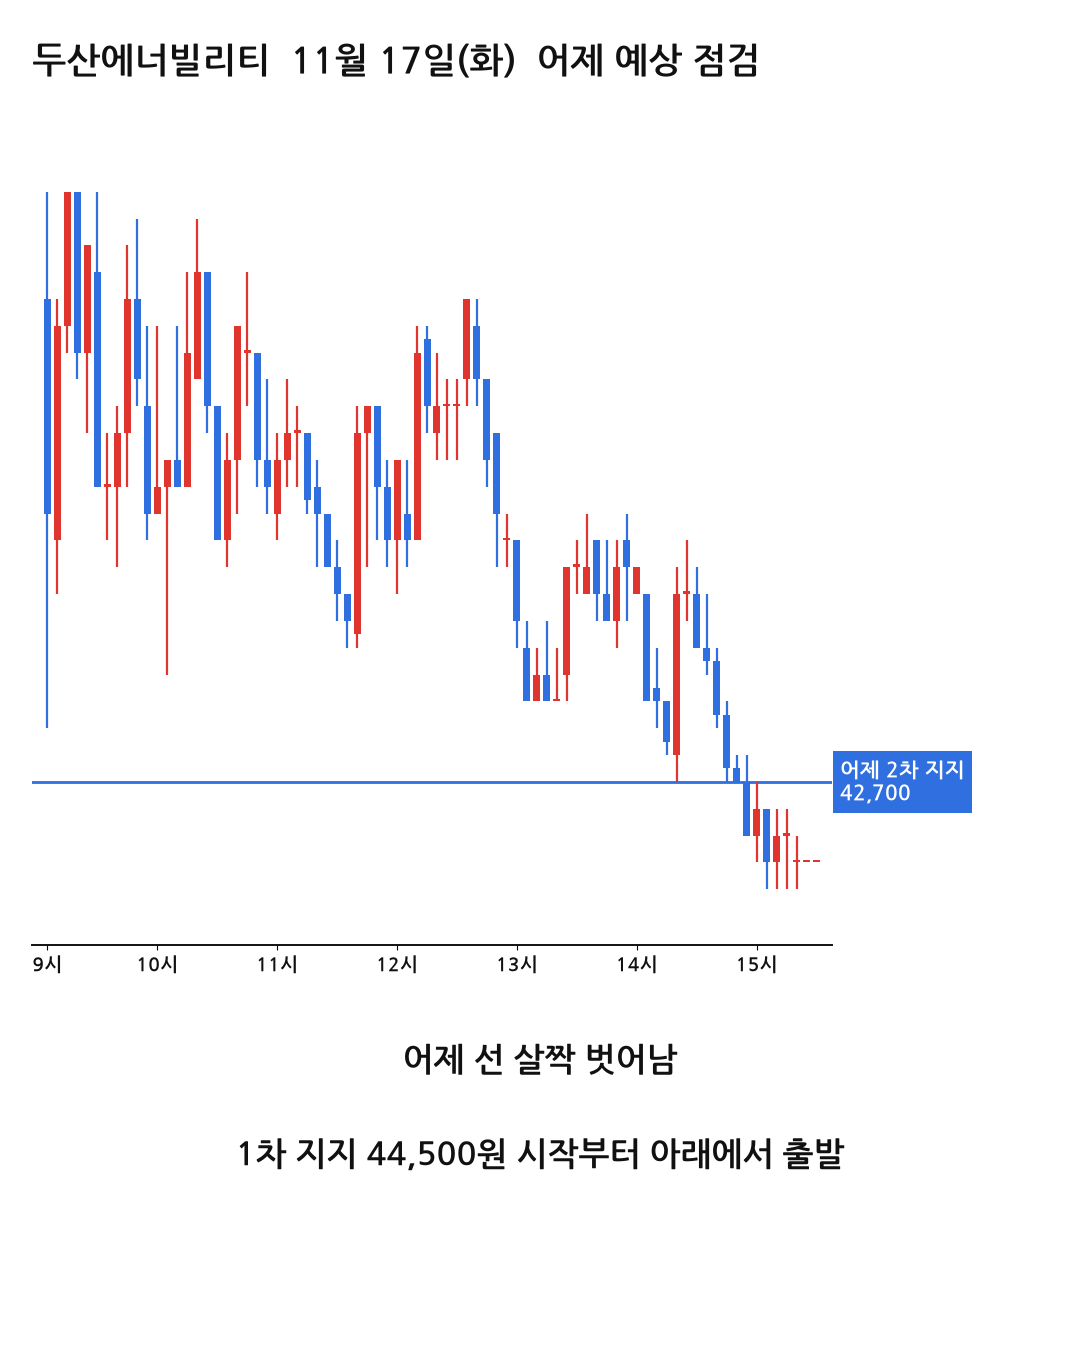 두산에너빌리티 11월 17일(화) 어제 예상 점검
어제 2차 지지
42,700
9시 10시 11시 12시 13시 14시 15시
어제 선 살짝 벗어남
1차 지지 44,500원 시작부터 아래에서 출발